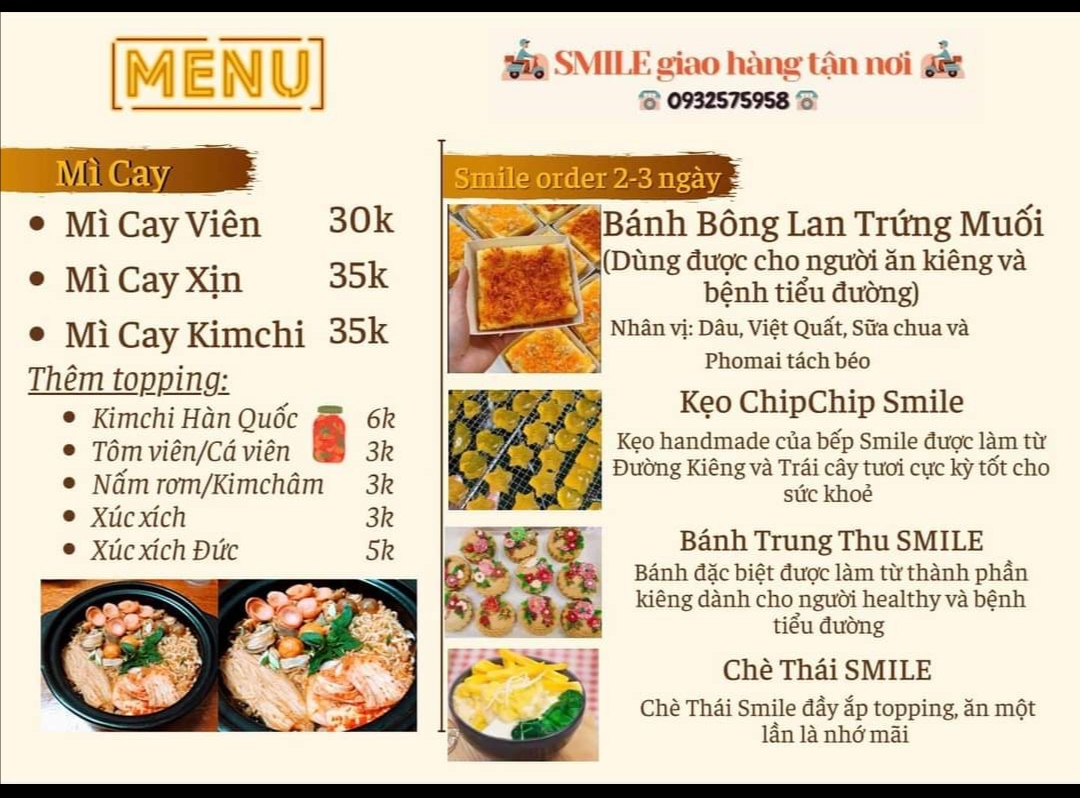 MENU
SMILE giao hàng tận nơi
0932575958
Mì Cay
Mì Cay Viên 30k
Mì Cay Xịn 35k
Mì Cay Kimchi 35k
Thêm topping:
Kimchi Hàn Quốc 6k
Tôm viên/Cá viên 3k
Nấm rơm/Kimchâm 3k
Xúc xích 3k
Xúc xích Đức 5k
Smile order 2-3 ngày
Bánh Bông Lan Trứng Muối
(Dùng được cho người ăn kiêng và
bệnh tiểu đường)
Nhân vị: Dâu, Việt Quất, Sữa chua và
Phomai tách béo
Kẹo ChipChip Smile
Kẹo handmade của bếp Smile được làm từ
Đường Kiêng và Trái cây tươi cực kỳ tốt cho
sức khoẻ
Bánh Trung Thu SMILE
Bánh đặc biệt được làm từ thành phần
kiêng dành cho người healthy và bệnh
tiểu đường
Chè Thái SMILE
Chè Thái Smile đầy ắp topping, ăn một
lần là nhớ mãi